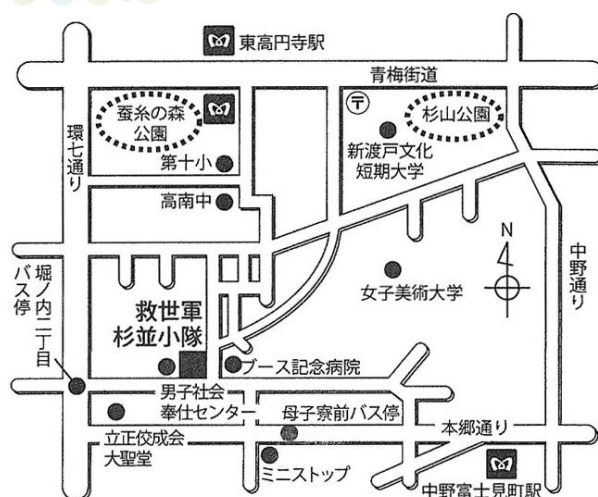 東高円寺駅
青梅街道
蚕糸の森
公園
〒
杉山公園
環七通り
第十小
新渡戸文化
短期大学
高南中
N
中野通り
堀ノ内二丁目
バス停
女子美術大学
救世軍
杉並小隊
ブース記念病院
男子社会
奉仕センター
母子寮前バス停
本郷通り
立正佼成会
大聖堂
ミニストップ
中野富士見町駅